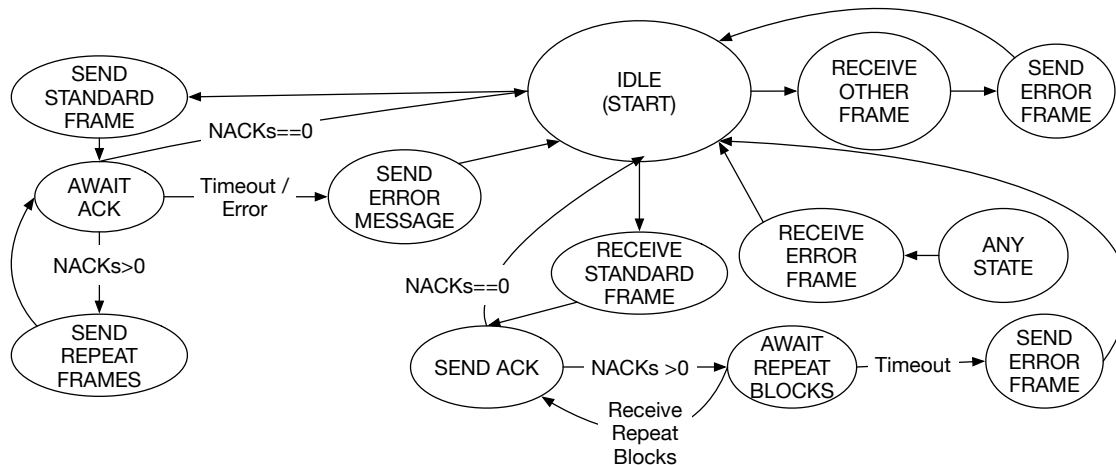 SEND
STANDARD
FRAME
IDLE
(START)
RECEIVE
OTHER
FRAME
SEND
ERROR
FRAME
NACKs==0
AWAIT
ACK
Timeout /
Error
SEND
ERROR
MESSAGE
NACKs>0
SEND
REPEAT
FRAMES
RECEIVE
STANDARD
FRAME
RECEIVE
ERROR
FRAME
ANY
STATE
NACKs==0
SEND ACK
NACKs >0
AWAIT
REPEAT
BLOCKS
Timeout
SEND
ERROR
FRAME
Receive
Repeat
Blocks